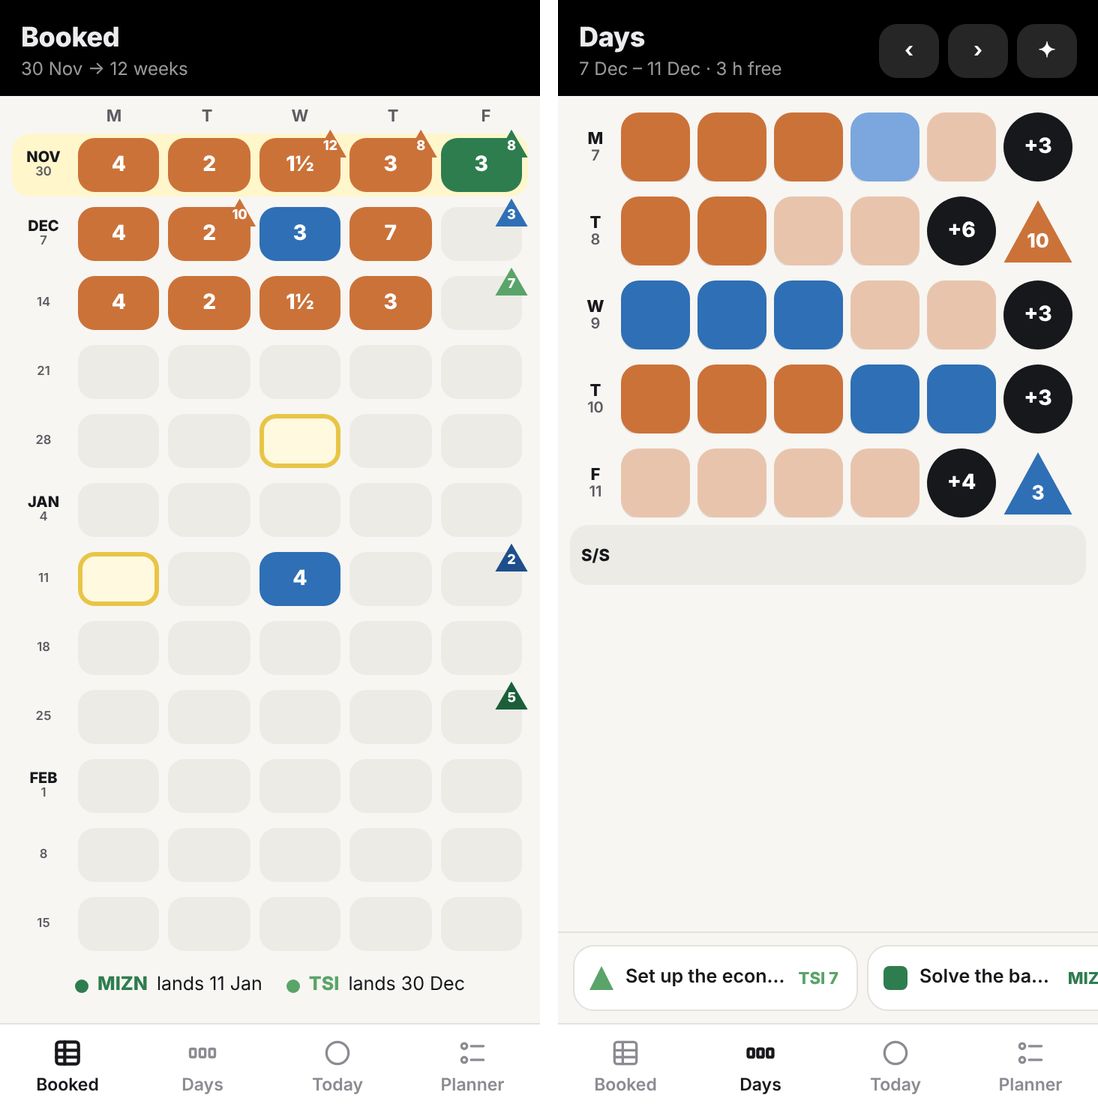 Booked
30 Nov → 12 weeks
M T W T F
NOV 30 4 2 1½ 12 3 8 3 8
DEC 7 4 2 10 3 7 3
14 4 2 1½ 3 7
21
28
JAN 4
11 4 2
18
25 5
FEB 1
8
15
MIZN lands 11 Jan TSI lands 30 Dec
Booked Days Today Planner
Days
7 Dec – 11 Dec · 3 h free
‹ › ✦
M 7 +3
T 8 +6 10
W 9 +3
T 10 +3
F 11 +4 3
S/S
Set up the econ... TSI 7 Solve the ba... MIZ
Booked Days Today Planner